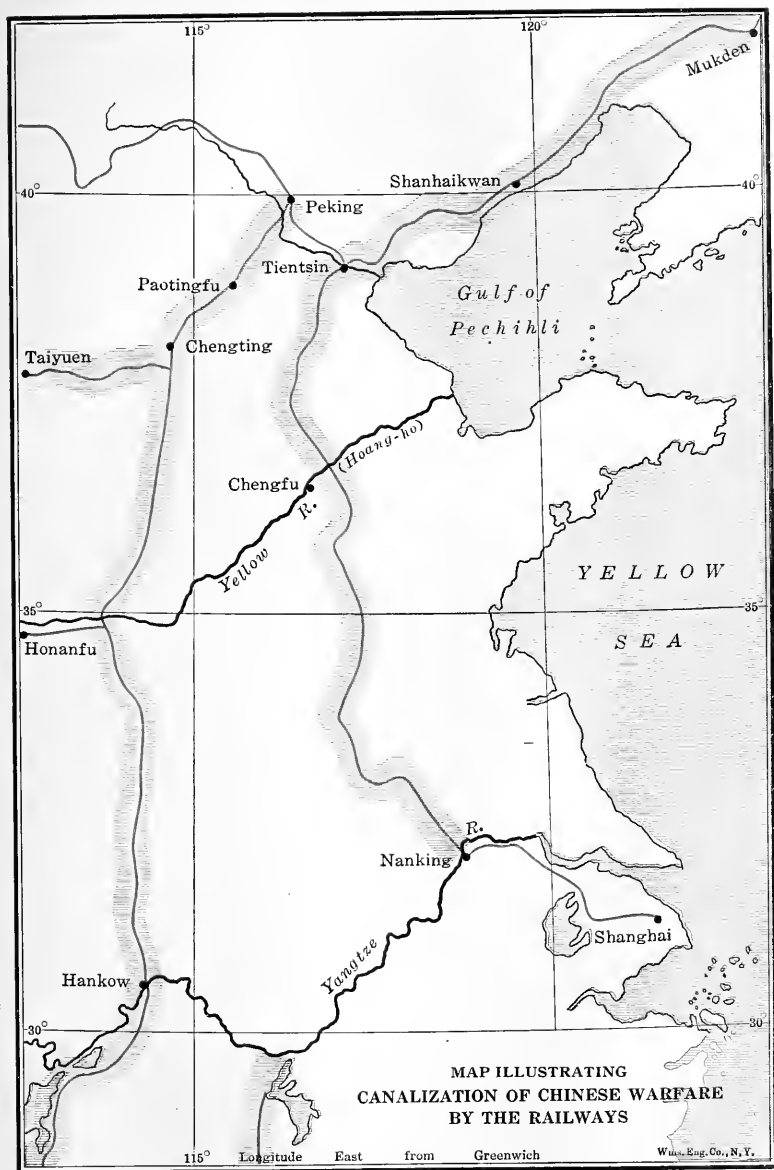 115°
120°
Mukden
40°
Shanhaikwan
40°
Peking
Tientsin
Paotingfu
Gulf of
Pechihli
Chengting
Taiyuen
(Hoang-ho)
Chengfu
R.
Yellow
YELLOW
35°
35°
SEA
Honanfu
R.
Nanking
Shanghai
Yangtze
Hankow
30°
30
MAP ILLUSTRATING
CANALIZATION OF CHINESE WARFARE
BY THE RAILWAYS
115° Longitude East from Greenwich
Wms. Eng. Co., N.Y.